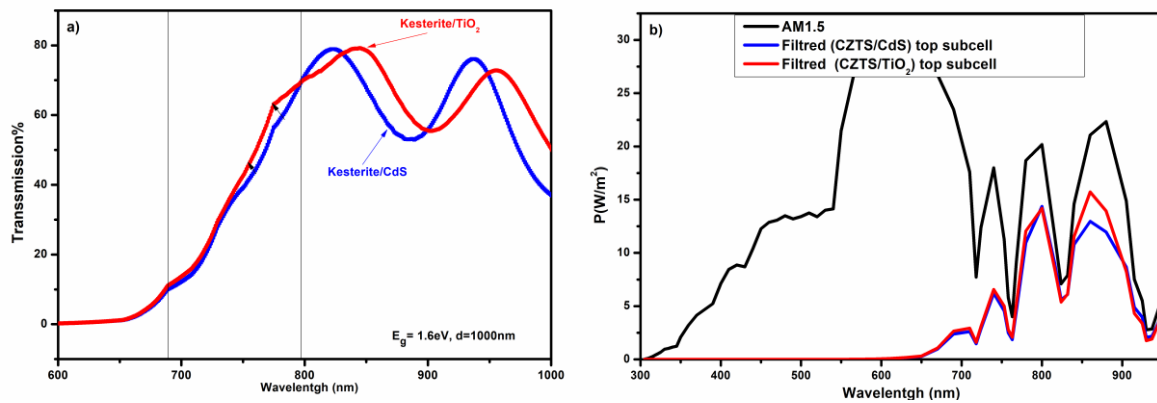 a)
Kesterite/TiO2
Kesterite/CdS
Eg= 1.6eV, d=1000nm
Transsmission%
80
60
40
20
0
600
700
800
900
1000
Wavelentgh (nm)
b)
AM1.5
Filtred (CZTS/CdS) top subcell
Filtred (CZTS/TiO2) top subcell
P(W/m2)
30
25
20
15
10
5
0
300
400
500
600
700
800
900
Wavelengh (nm)